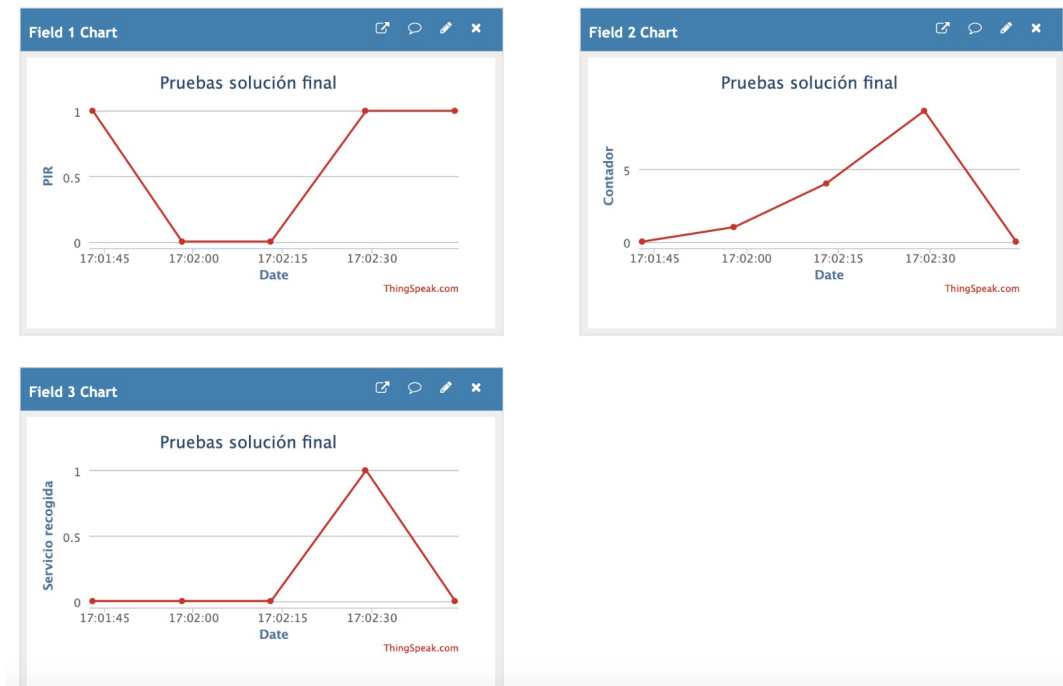 Field 1 Chart
Pruebas solución final
PIR
1
0.5
0
17:01:45 17:02:00 17:02:15 17:02:30
Date
ThingSpeak.com
Field 2 Chart
Pruebas solución final
Contador
5
0
17:01:45 17:02:00 17:02:15 17:02:30
Date
ThingSpeak.com
Field 3 Chart
Pruebas solución final
Servicio recogida
1
0.5
0
17:01:45 17:02:00 17:02:15 17:02:30
Date
ThingSpeak.com